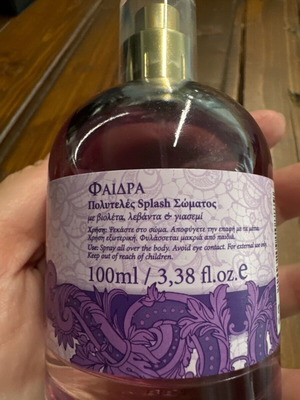 ΦΑΙΔΡΑ
Πολυτελές Splash Σώματος
με βιολέτα, λεβάντα & γιασεμί
Χρήση: Ψεκάστε στο σώμα. Αποφύγετε την επαφή με τα μάτια.
Χρήση εξωτερική. Φυλάσσεται μακριά από παιδιά.
Use: Spray all over the body. Avoid eye contact. For external use only.
Keep out of reach of children.
100ml / 3,38 fl.oz.e